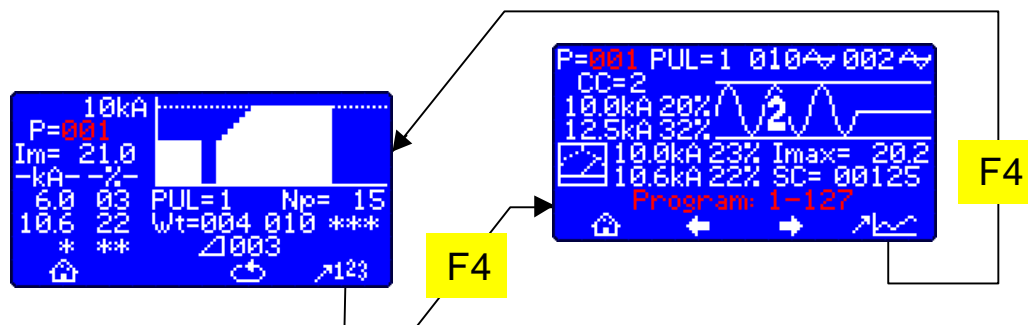 10kA
P=001
Im= 21.0
-kA- -%-
6.0 03
10.6 22
* **
PUL=1 Np= 15
Wt=004 010 ***
003
123
F4
P=001 PUL=1 010 002
CC=2
10.0kA 20%
12.5kA 32%
2
10.0kA 23% Imax= 20.2
10.6kA 22% SC= 00125
Program: 1-127
F4